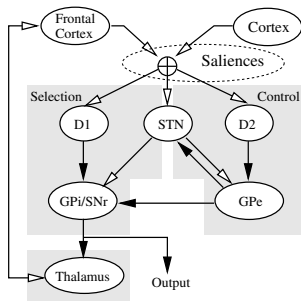 Frontal
Cortex
Cortex
Saliences
Selection
Control
D1
STN
D2
GPi/SNr
GPe
Thalamus
Output